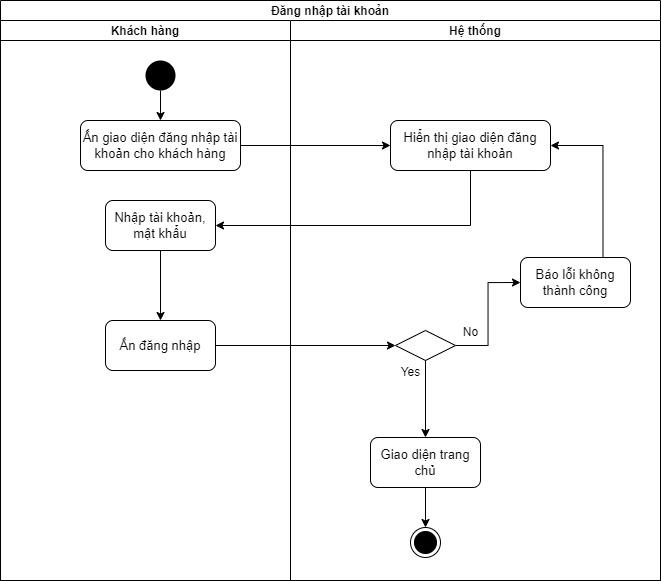 Đăng nhập tài khoản
Khách hàng
Hệ thống
Ấn giao diện đăng nhập tài
khoản cho khách hàng
Hiển thị giao diện đăng
nhập tài khoản
Nhập tài khoản,
mật khẩu
Báo lỗi không
thành công
Ấn đăng nhập
No
Yes
Giao diện trang
chủ